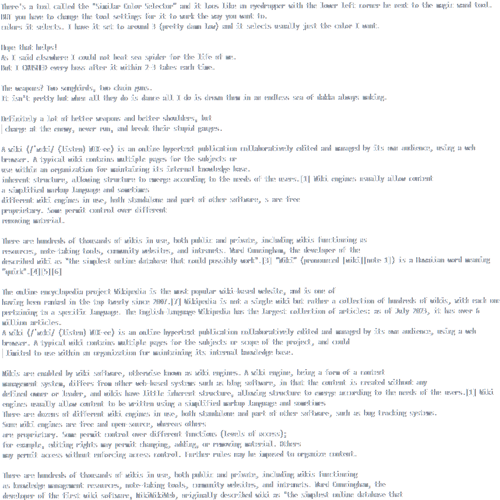 There's a tool called the "Similar Color Selector" and it looks like an eyedropper with the lower left corner be next to the magic wand tool.
BUT you have to change the tool settings for it to work the way you want to.
colors it selects. I have it set to around 3 (pretty damn low) and it selects usually just the color I want.
Hope that helps!
As I said elsewhere I could not beat sea spider for the life of me.
But I CRUSHED every boss after it within 2-3 takes each time.
The weapons? Two songbirds, two chain guns.
It isn't pretty but when all they do is dance all I do is drown them in an endless sea of dakka always making.
Definitely a lot of better weapons and better shoulders, but
charge at the enemy, never run, and break their stupid gauges.
A wiki (/ˈwɪki/ (listen) WIK-ee) is an online hypertext publication collaboratively edited and managed by its own audience, using a web
browser. A typical wiki contains multiple pages for the subjects or
use within an organization for maintaining its internal knowledge base.
inherent structure, allowing structure to emerge according to the needs of the users.[1] Wiki engines usually allow content
a simplified markup language and sometimes
different wiki engines in use, both standalone and part of other software, s are free
proprietary. Some permit control over different
removing material.
There are hundreds of thousands of wikis in use, both public and private, including wikis functioning as
resources, note-taking tools, community websites, and intranets. Ward Cunningham, the developer of the
described wiki as "the simplest online database that could possibly work".[3] "Wiki" (pronounced [wiki][note 1]) is a Hawaiian word meaning
"quick".[4][5][6]
The online encyclopedia project Wikipedia is the most popular wiki-based website, and is one of
having been ranked in the top twenty since 2007.[7] Wikipedia is not a single wiki but rather a collection of hundreds of wikis, with each one
pertaining to a specific language. The English-language Wikipedia has the largest collection of articles: as of July 2023, it has over 6
million articles.
A wiki (/ˈwɪki/ (listen) WIK-ee) is an online hypertext publication collaboratively edited and managed by its own audience, using a web
browser. A typical wiki contains multiple pages for the subjects or scope of the project, and could
limited to use within an organization for maintaining its internal knowledge base.
Wikis are enabled by wiki software, otherwise known as wiki engines. A wiki engine, being a form of a content
management system, differs from other web-based systems such as blog software, in that the content is created without any
defined owner or leader, and wikis have little inherent structure, allowing structure to emerge according to the needs of the users.[1] Wiki
engines usually allow content to be written using a simplified markup language and sometimes
There are dozens of different wiki engines in use, both standalone and part of other software, such as bug tracking systems.
Some wiki engines are free and open-source, whereas others
are proprietary. Some permit control over different functions (levels of access);
for example, editing rights may permit changing, adding, or removing material. Others
may permit access without enforcing access control. Further rules may be imposed to organize content.
There are hundreds of thousands of wikis in use, both public and private, including wikis functioning
as knowledge management resources, note-taking tools, community websites, and intranets. Ward Cunningham, the
developer of the first wiki software, WikiWikiWeb, originally described wiki as "the simplest online database that